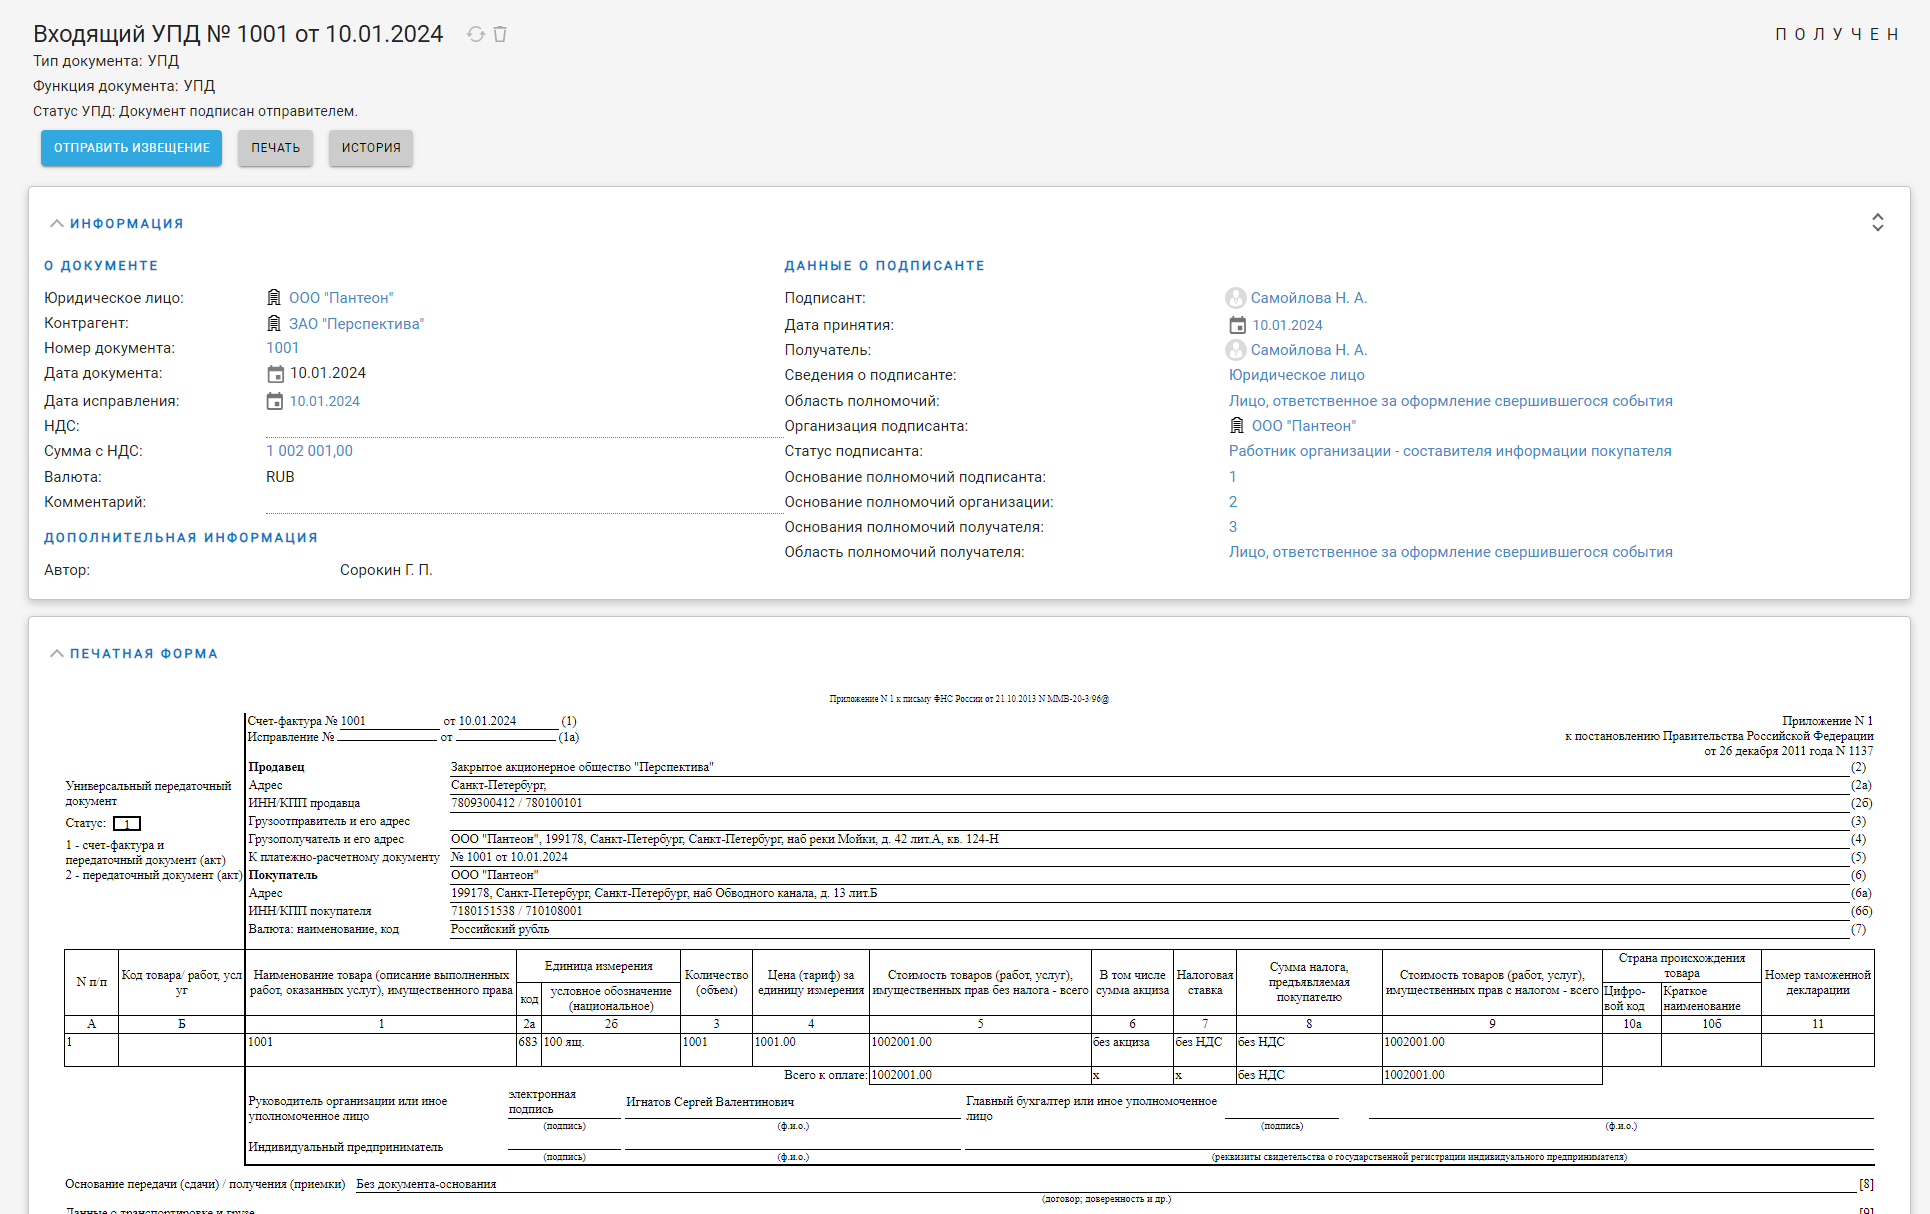 Входящий УПД № 1001 от 10.01.2024
ПОЛУЧЕН
Тип документа: УПД
Функция документа: УПД
Статус УПД: Документ подписан отправителем.
ОТПРАВИТЬ ИЗВЕЩЕНИЕ
ПЕЧАТЬ
ИСТОРИЯ
ИНФОРМАЦИЯ
О ДОКУМЕНТЕ
Юридическое лицо: ООО "Пантеон"
Контрагент: ЗАО "Перспектива"
Номер документа: 1001
Дата документа: 10.01.2024
Дата исправления: 10.01.2024
НДС:
Сумма с НДС: 1 002 001,00
Валюта: RUB
Комментарий:
ДОПОЛНИТЕЛЬНАЯ ИНФОРМАЦИЯ
Автор: Сорокин Г. П.
ДАННЫЕ О ПОДПИСАНТЕ
Подписант: Самойлова Н. А.
Дата принятия: 10.01.2024
Получатель: Самойлова Н. А.
Сведения о подписанте: Юридическое лицо
Область полномочий: Лицо, ответственное за оформление свершившегося события
Организация подписанта: ООО "Пантеон"
Статус подписанта: Работник организации - составителя информации покупателя
Основание полномочий подписанта: 1
Основание полномочий организации: 2
Основания полномочий получателя: 3
Область полномочий получателя: Лицо, ответственное за оформление свершившегося события
ПЕЧАТНАЯ ФОРМА
Приложение N 1 к письму ФНС России от 21.10.2013 N ММВ-20-3/96@
Счет-фактура № 1001 от 10.01.2024 (1)
Исправление № от (1а)
Приложение N 1
к постановлению Правительства Российской Федерации
от 26 декабря 2011 года N 1137
Универсальный передаточный
документ
Статус: 1
1 - счет-фактура и
передаточный документ (акт)
2 - передаточный документ (акт)
Продавец Закрытое акционерное общество "Перспектива" (2)
Адрес Санкт-Петербург, (2а)
ИНН/КПП продавца 7809300412 / 780100101 (2б)
Грузоотправитель и его адрес (3)
Грузополучатель и его адрес ООО "Пантеон", 199178, Санкт-Петербург, Санкт-Петербург, наб реки Мойки, д. 42 лит.А, кв. 124-Н (4)
К платежно-расчетному документу № 1001 от 10.01.2024 (5)
Покупатель ООО "Пантеон" (6)
Адрес 199178, Санкт-Петербург, Санкт-Петербург, наб Обводного канала, д. 13 лит.Б (6а)
ИНН/КПП покупателя 7180151538 / 710108001 (6б)
Валюта: наименование, код Российский рубль (7)
N п/п
Код товара/ работ, усл
уг
Наименование товара (описание выполненных
работ, оказанных услуг), имущественного права
Единица измерения
код
условное обозначение
(национальное)
Количество
(объем)
Цена (тариф) за
единицу измерения
Стоимость товаров (работ, услуг),
имущественных прав без налога - всего
В том числе
сумма акциза
Налоговая
ставка
Сумма налога,
предъявляемая
покупателю
Стоимость товаров (работ, услуг),
имущественных прав с налогом - всего
Страна происхождения
товара
Цифро-
вой код
Краткое
наименование
Номер таможенной
декларации
А Б 1 2а 2б 3 4 5 6 7 8 9 10а 10б 11
1 1001 683 100 ящ. 1001 1001.00 1002001.00 без акциза без НДС без НДС 1002001.00
Всего к оплате: 1002001.00 х х без НДС 1002001.00
Руководитель организации или иное
уполномоченное лицо
электронная
подпись
Игнатов Сергей Валентинович
Главный бухгалтер или иное уполномоченное
лицо
(подпись) (ф.и.о.) (подпись) (ф.и.о.)
Индивидуальный предприниматель
(подпись) (ф.и.о.) (реквизиты свидетельства о государственной регистрации индивидуального предпринимателя)
Основание передачи (сдачи) / получения (приемки) Без документа-основания [8]
(договор; доверенность и др.)
Данные о транспортировке и грузе [9]